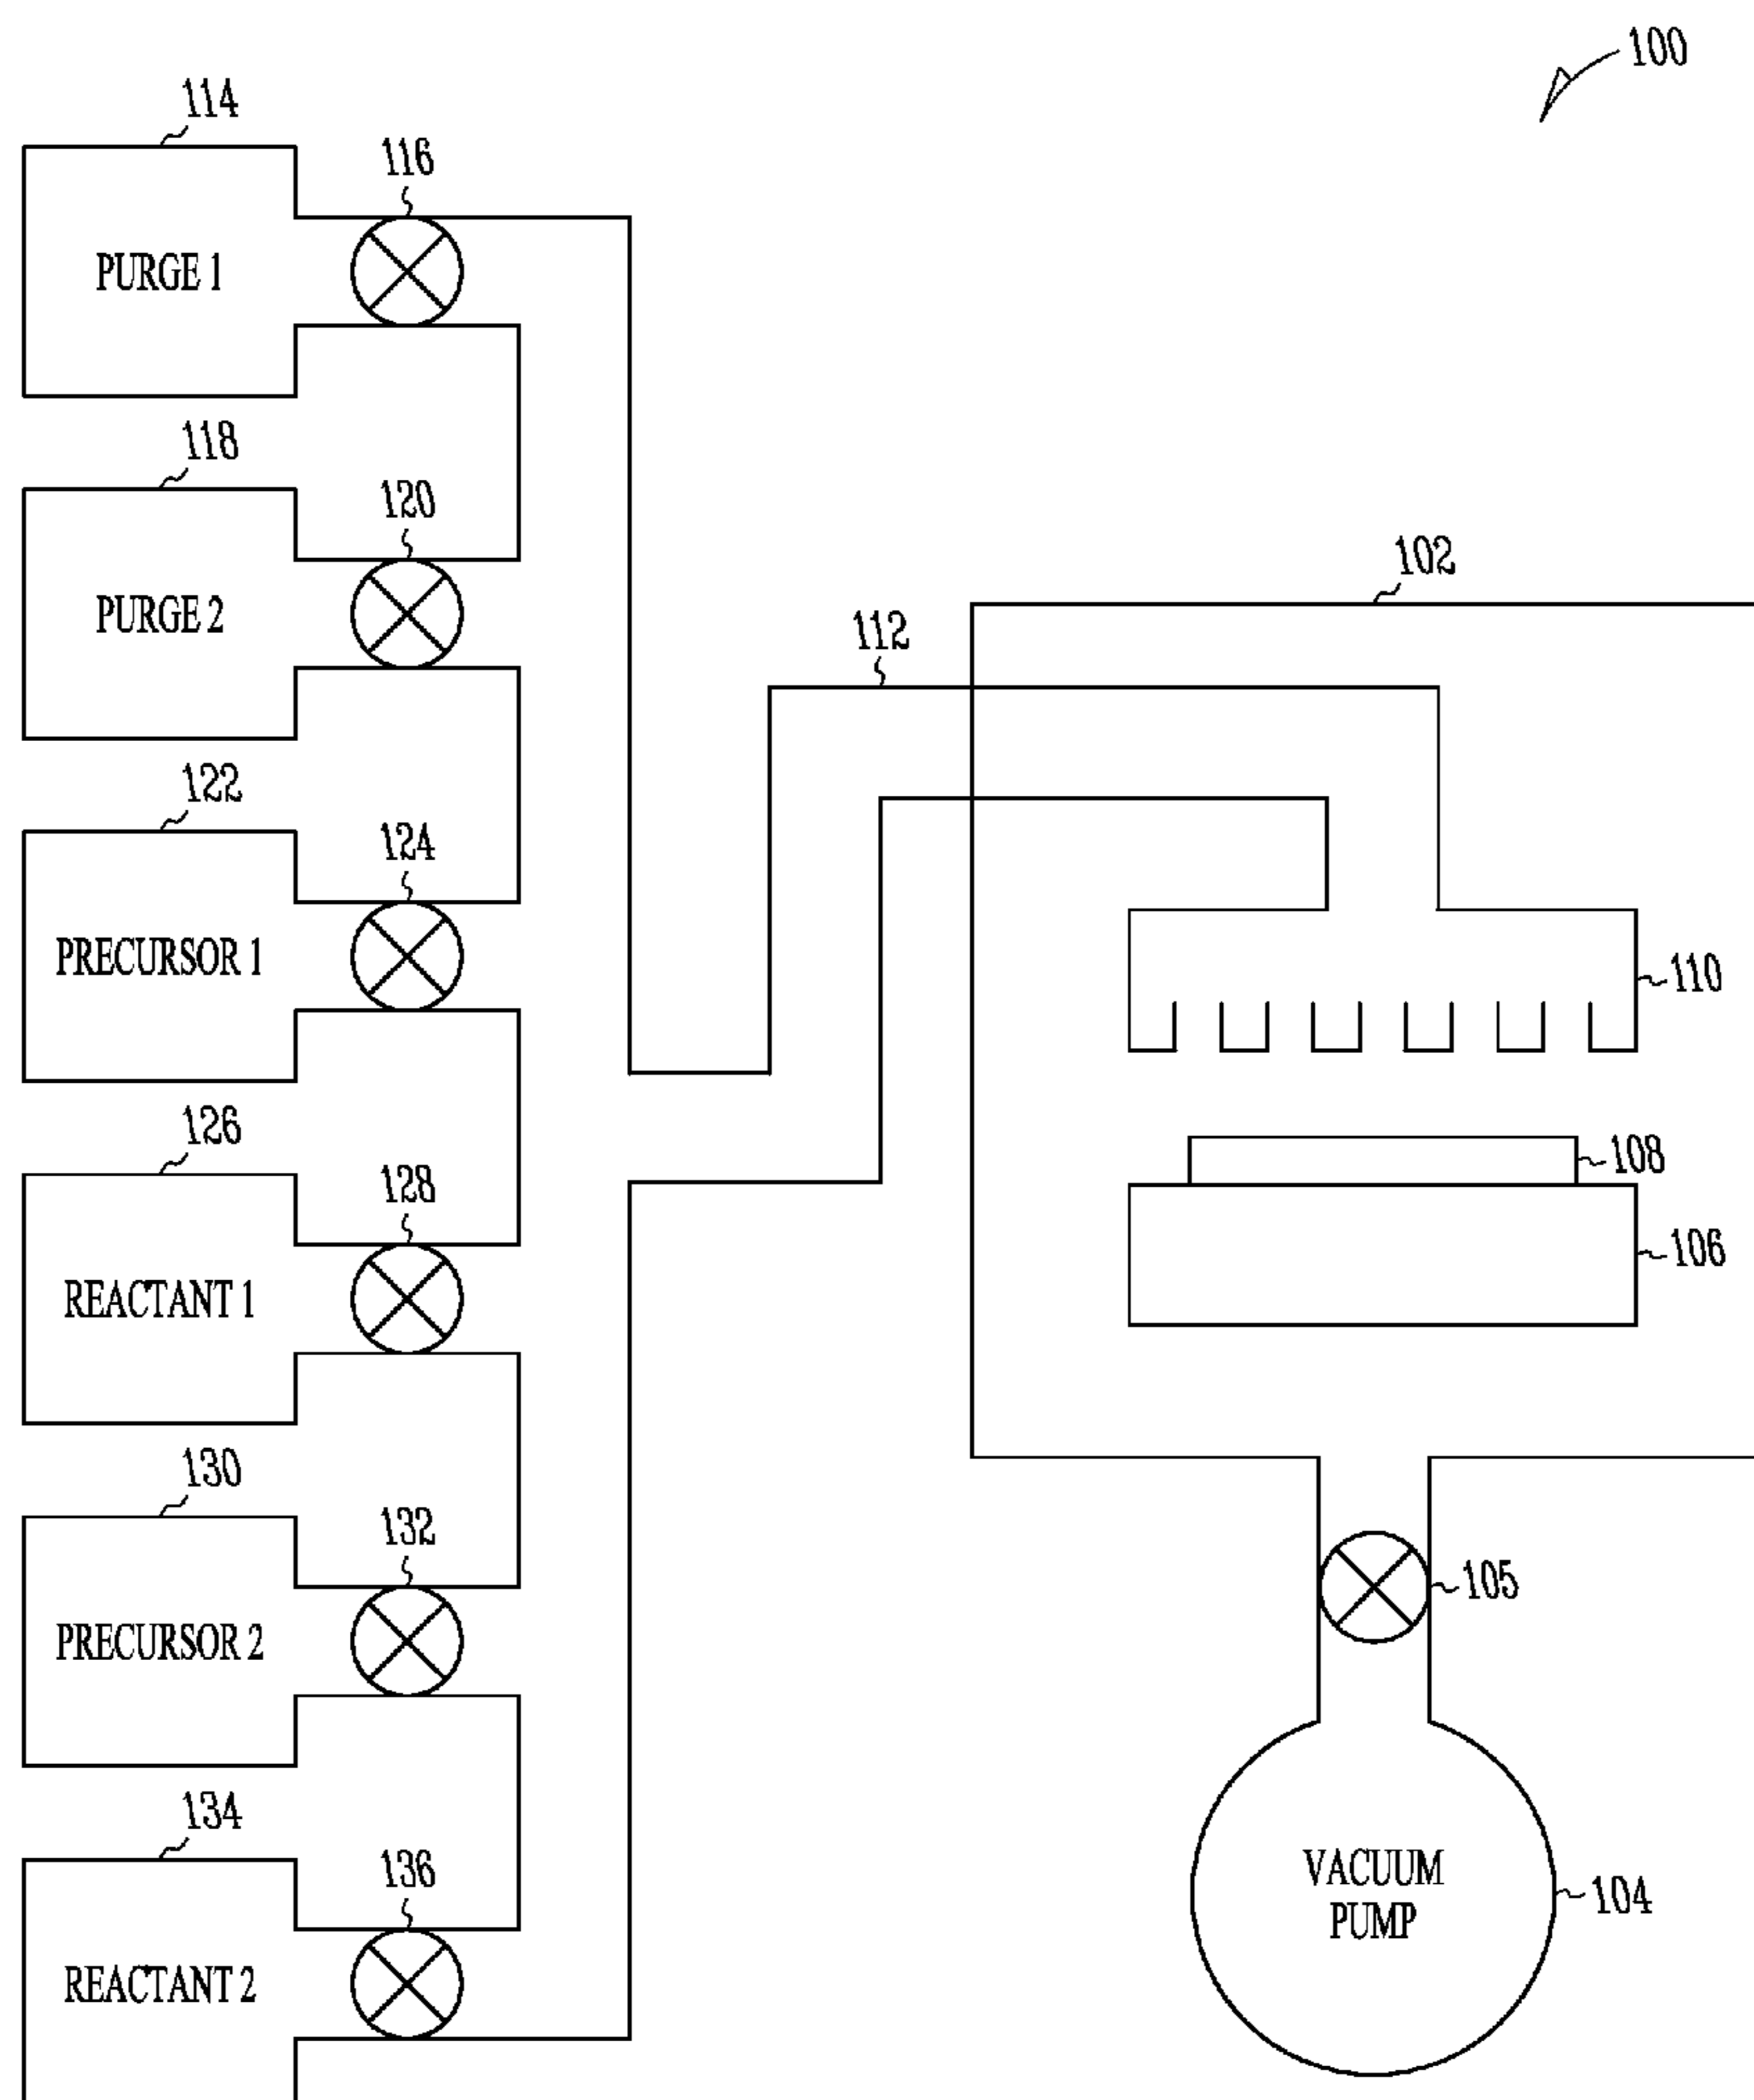 100
114
116
PURGE 1
118
120
PURGE 2
102
112
122
124
PRECURSOR 1
110
126
128
108
REACTANT 1
106
130
132
105
PRECURSOR 2
134
136
VACUUM
PUMP
104
REACTANT 2